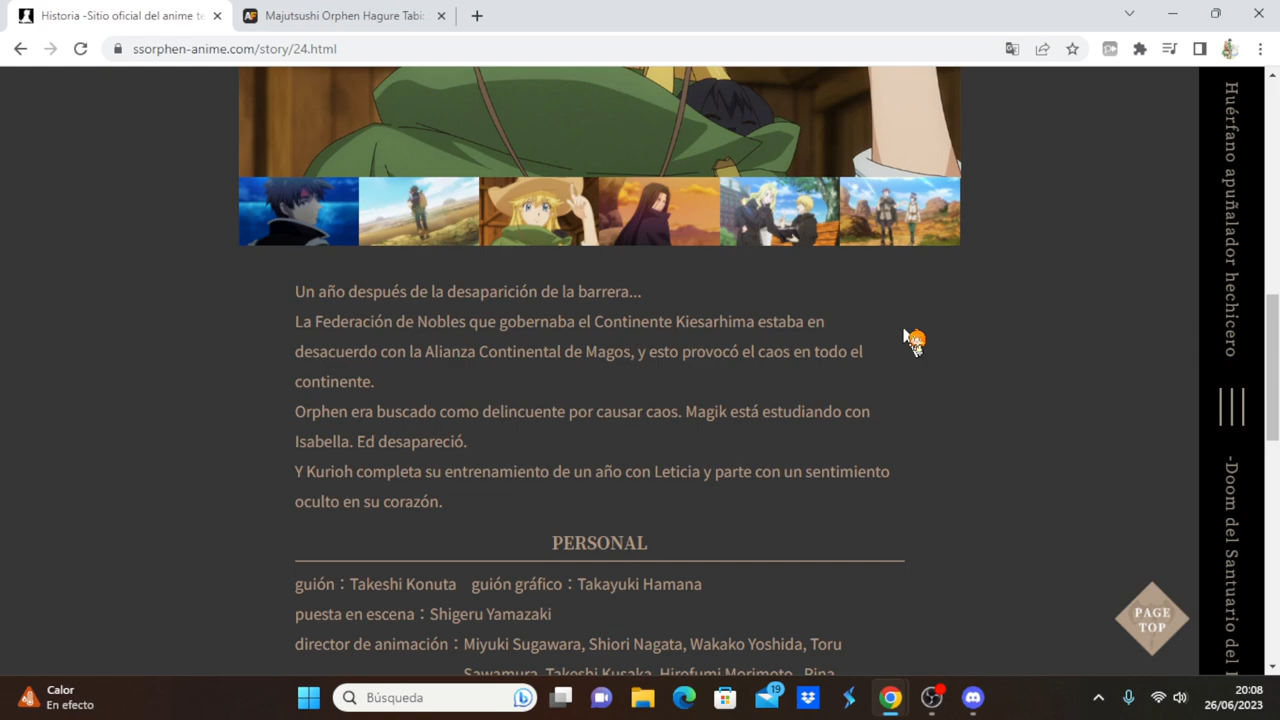 Historia -Sitio oficial del anime te
Majutsushi Orphen Hagure Tabi:
ssorphen-anime.com/story/24.html
Un año después de la desaparición de la barrera...
La Federación de Nobles que gobernaba el Continente Kiesarhima estaba en
desacuerdo con la Alianza Continental de Magos, y esto provocó el caos en todo el
continente.
Orphen era buscado como delincuente por causar caos. Magik está estudiando con
Isabella. Ed desapareció.
Y Kurioh completa su entrenamiento de un año con Leticia y parte con un sentimiento
oculto en su corazón.
PERSONAL
guión：Takeshi Konuta guión gráfico：Takayuki Hamana
puesta en escena：Shigeru Yamazaki
director de animación：Miyuki Sugawara, Shiori Nagata, Wakako Yoshida, Toru
Sawamura, Takeshi Kusaka, Hirofumi Morimoto, Rina
Huérfano apuñalador hechicero
-Doom del Santuario del
PAGE
TOP
Calor
En efecto
Búsqueda
19
20:08
26/06/2023